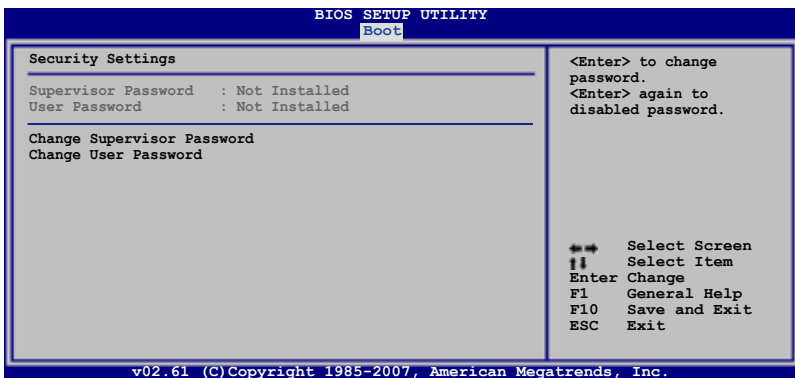 BIOS SETUP UTILITY
Boot
Security Settings
Supervisor Password : Not Installed
User Password : Not Installed
Change Supervisor Password
Change User Password
<Enter> to change
password.
<Enter> again to
disabled password.
←→ Select Screen
↑↓ Select Item
Enter Change
F1 General Help
F10 Save and Exit
ESC Exit
v02.61 (C)Copyright 1985-2007, American Megatrends, Inc.